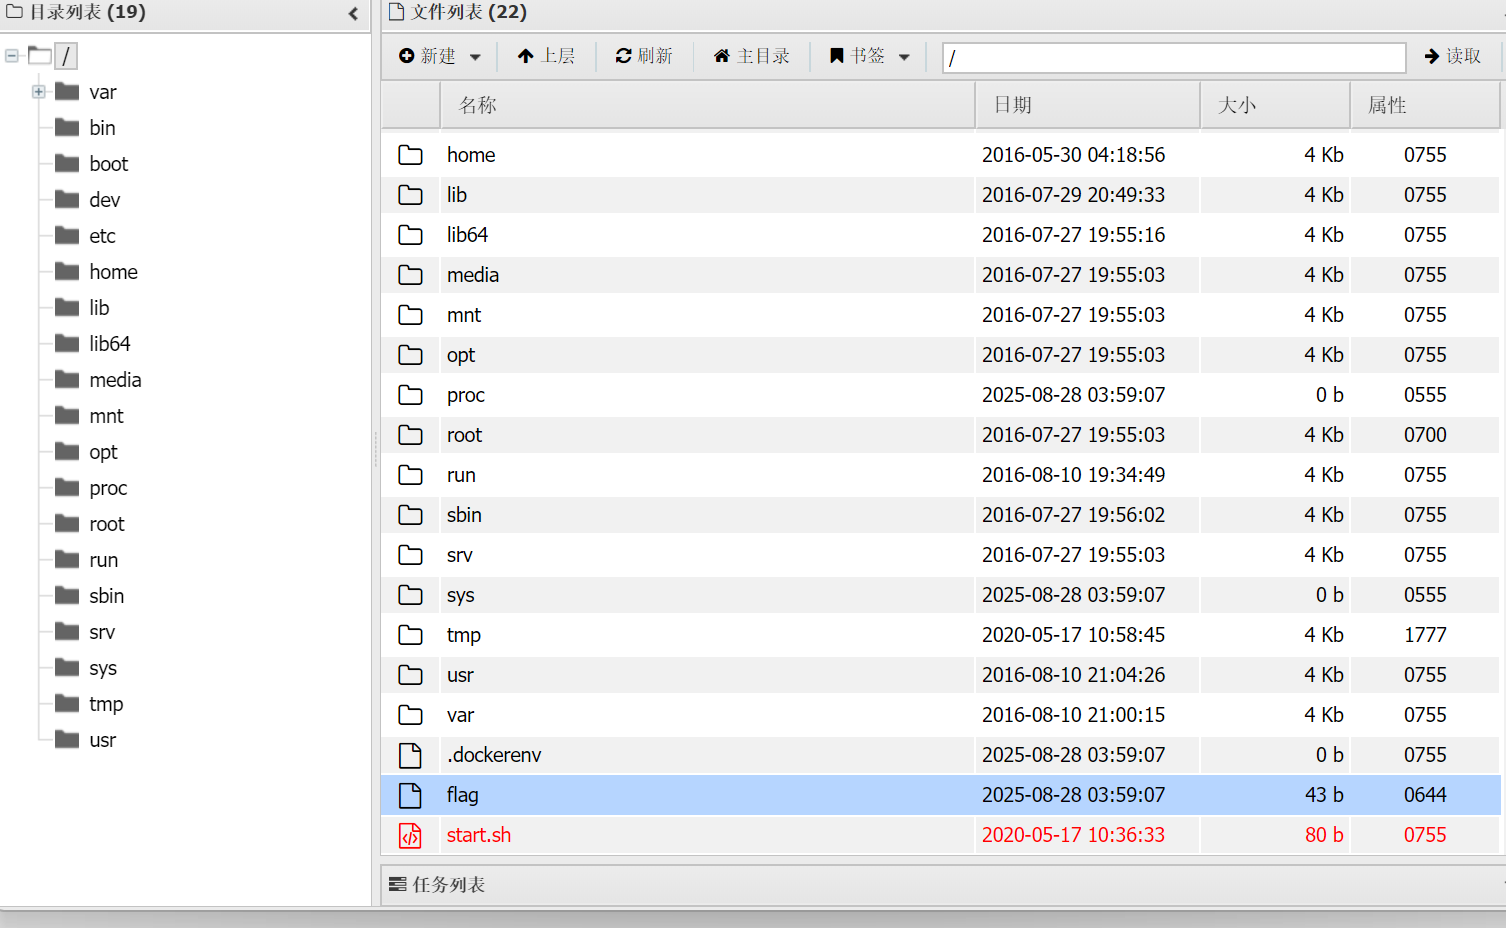 目录列表 (19)
/
var
bin
boot
dev
etc
home
lib
lib64
media
mnt
opt
proc
root
run
sbin
srv
sys
tmp
usr
文件列表 (22)
新建 上层 刷新 主目录 书签 / 读取
名称 日期 大小 属性
home 2016-05-30 04:18:56 4 Kb 0755
lib 2016-07-29 20:49:33 4 Kb 0755
lib64 2016-07-27 19:55:16 4 Kb 0755
media 2016-07-27 19:55:03 4 Kb 0755
mnt 2016-07-27 19:55:03 4 Kb 0755
opt 2016-07-27 19:55:03 4 Kb 0755
proc 2025-08-28 03:59:07 0 b 0555
root 2016-07-27 19:55:03 4 Kb 0700
run 2016-08-10 19:34:49 4 Kb 0755
sbin 2016-07-27 19:56:02 4 Kb 0755
srv 2016-07-27 19:55:03 4 Kb 0755
sys 2025-08-28 03:59:07 0 b 0555
tmp 2020-05-17 10:58:45 4 Kb 1777
usr 2016-08-10 21:04:26 4 Kb 0755
var 2016-08-10 21:00:15 4 Kb 0755
.dockerenv 2025-08-28 03:59:07 0 b 0755
flag 2025-08-28 03:59:07 43 b 0644
start.sh 2020-05-17 10:36:33 80 b 0755
任务列表